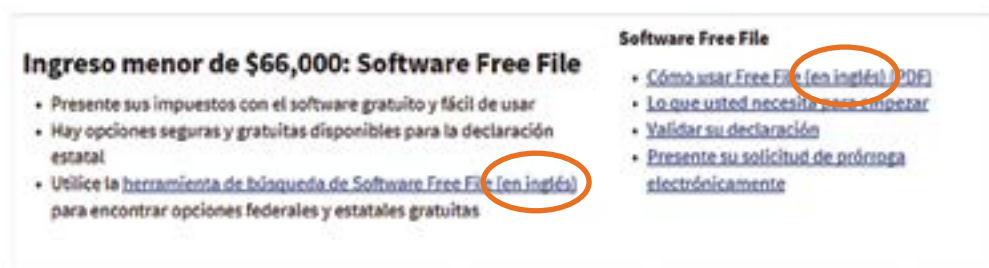 Ingreso menor de $66,000: Software Free File
• Presente sus impuestos con el software gratuito y fácil de usar
• Hay opciones seguras y gratuitas disponibles para la declaración
estatal
• Utilice la herramienta de búsqueda de Software Free File (en inglés)
para encontrar opciones federales y estatales gratuitas
Software Free File
• Cómo usar Free File (en inglés) (PDF)
• Lo que usted necesita para empezar
• Validar su declaración
• Presente su solicitud de prórroga
electrónicamente